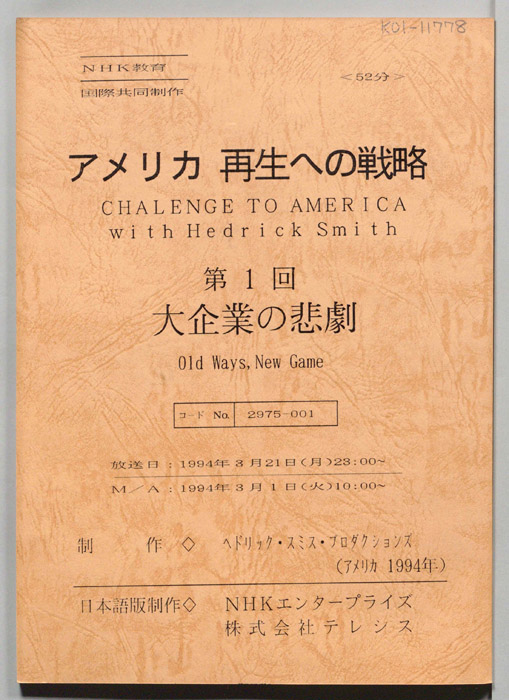 K01-11778
NHK教育
<52分>
国際共同制作
アメリカ 再生への戦略
CHALENGE TO AMERICA
with Hedrick Smith
第1回
大企業の悲劇
Old Ways, New Game
コード No. 2975-001
放送日:1994年3月21日(月)23:00~
M/A:1994年3月1日(火)10:00~
制 作◇ ヘドリック・スミス・プロダクションズ
(アメリカ 1994年)
日本語版制作◇ NHKエンタープライズ
株式会社テレシス